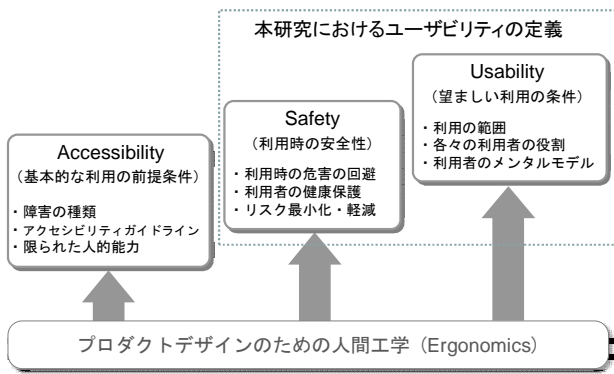 本研究におけるユーザビリティの定義
Accessibility
(基本的な利用の前提条件)
・障害の種類
・アクセシビリティガイドライン
・限られた人的能力
Safety
(利用時の安全性)
・利用時の危害の回避
・利用者の健康保護
・リスク最小化・軽減
Usability
(望ましい利用の条件)
・利用の範囲
・各々の利用者の役割
・利用者のメンタルモデル
プロダクトデザインのための人間工学（Ergonomics）